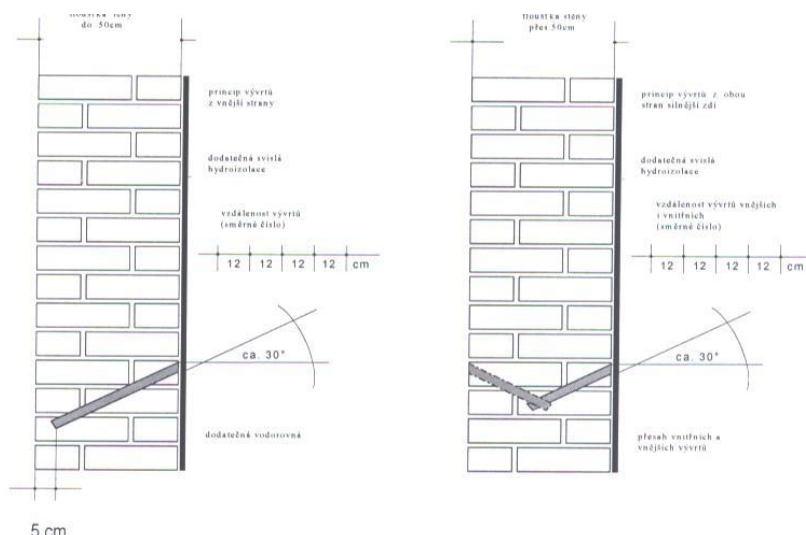 do 50cm
princip vývrtů
z vnější strany
dodatečná svislá
hydroizolace
vzdálenost vývrtů
(směrné číslo)
12 12 12 12 cm
ca. 30°
dodatečná vodorovná
5 cm
tloušťka stěny
přes 50cm
princip vývrtů z obou
stran silnější zdi
dodatečná svislá
hydroizolace
vzdálenost vývrtů vnějších
i vnitřních
(směrné číslo)
12 12 12 12 cm
ca. 30°
přesah vnitřních a
vnějších vývrtů